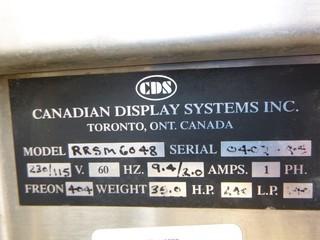 CDS
CANADIAN DISPLAY SYSTEMS INC.
TORONTO, ONT. CANADA
MODEL RRSM6048 SERIAL
230/115 V. 60 HZ. 9.4/2.0 AMPS. 1 PH.
FREON 404 WEIGHT 35.0 H.P. L.P.